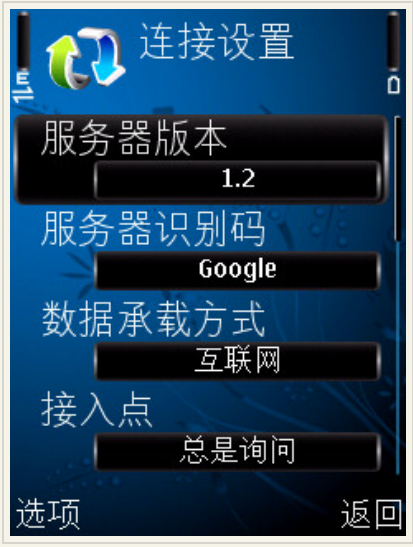 连接设置
服务器版本
1.2
服务器识别码
Google
数据承载方式
互联网
接入点
总是询问
选项 返回